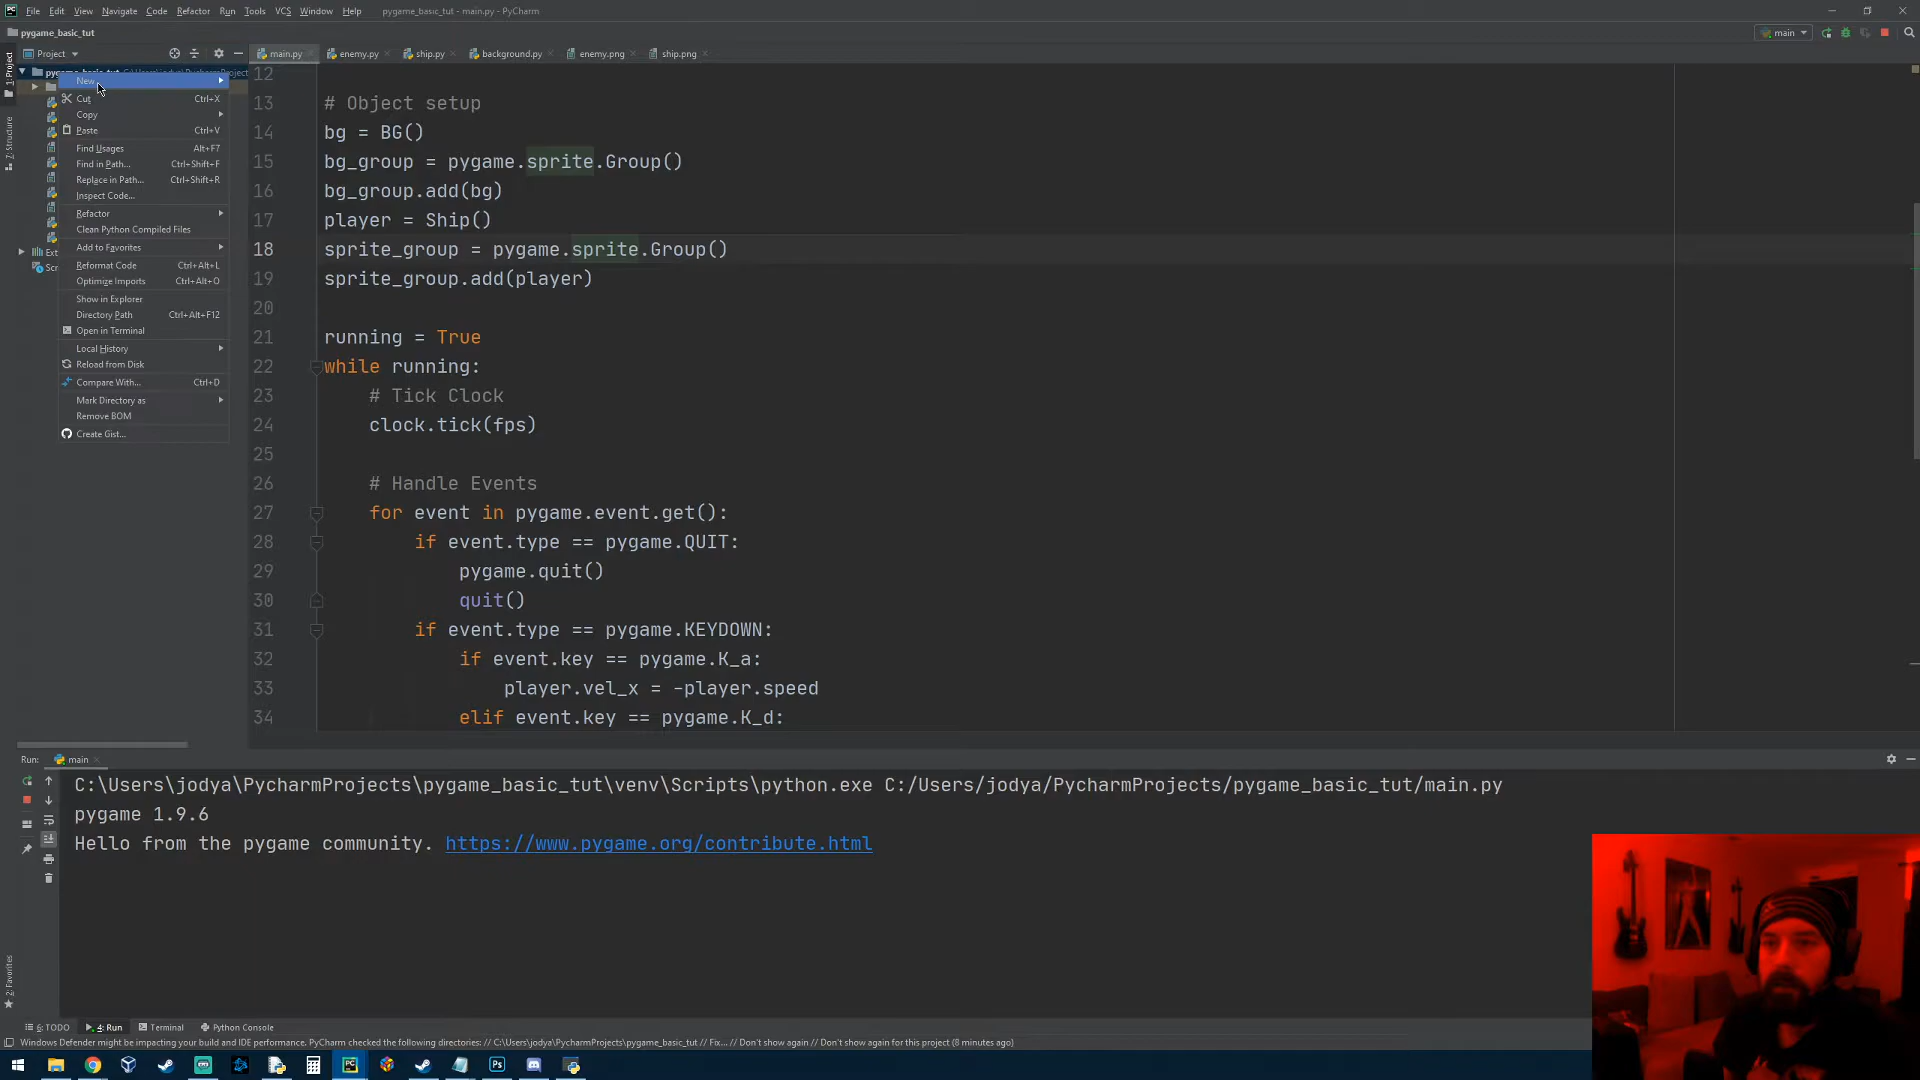 File Edit View Navigate Code Refactor Run Tools VCS Window Help pygame_basic_tut - main.py - PyCharm
pygame_basic_tut main
Project
main.py enemy.py ship.py background.py enemy.png ship.png
1: Project
Z: Structure
2: Favorites
New
Cut Ctrl+X
Copy
Paste Ctrl+V
Find Usages Alt+F7
Find in Path... Ctrl+Shift+F
Replace in Path... Ctrl+Shift+R
Inspect Code...
Refactor
Clean Python Compiled Files
Add to Favorites
Reformat Code Ctrl+Alt+L
Optimize Imports Ctrl+Alt+O
Show in Explorer
Directory Path Ctrl+Alt+F12
Open in Terminal
Local History
Reload from Disk
Compare With... Ctrl+D
Mark Directory as
Remove BOM
Create Gist...
Ext
Scr
12
13 # Object setup
14 bg = BG()
15 bg_group = pygame.sprite.Group()
16 bg_group.add(bg)
17 player = Ship()
18 sprite_group = pygame.sprite.Group()
19 sprite_group.add(player)
20
21 running = True
22 while running:
23 # Tick Clock
24 clock.tick(fps)
25
26 # Handle Events
27 for event in pygame.event.get():
28 if event.type == pygame.QUIT:
29 pygame.quit()
30 quit()
31 if event.type == pygame.KEYDOWN:
32 if event.key == pygame.K_a:
33 player.vel_x = -player.speed
34 elif event.key == pygame.K_d:
Run: main
C:\Users\jodya\PycharmProjects\pygame_basic_tut\venv\Scripts\python.exe C:/Users/jodya/PycharmProjects/pygame_basic_tut/main.py
pygame 1.9.6
Hello from the pygame community. https://www.pygame.org/contribute.html
6: TODO 4: Run Terminal Python Console
Windows Defender might be impacting your build and IDE performance. PyCharm checked the following directories: // C:\Users\jodya\PycharmProjects\pygame_basic_tut // Fix... // Don't show again // Don't show again for this project (8 minutes ago)